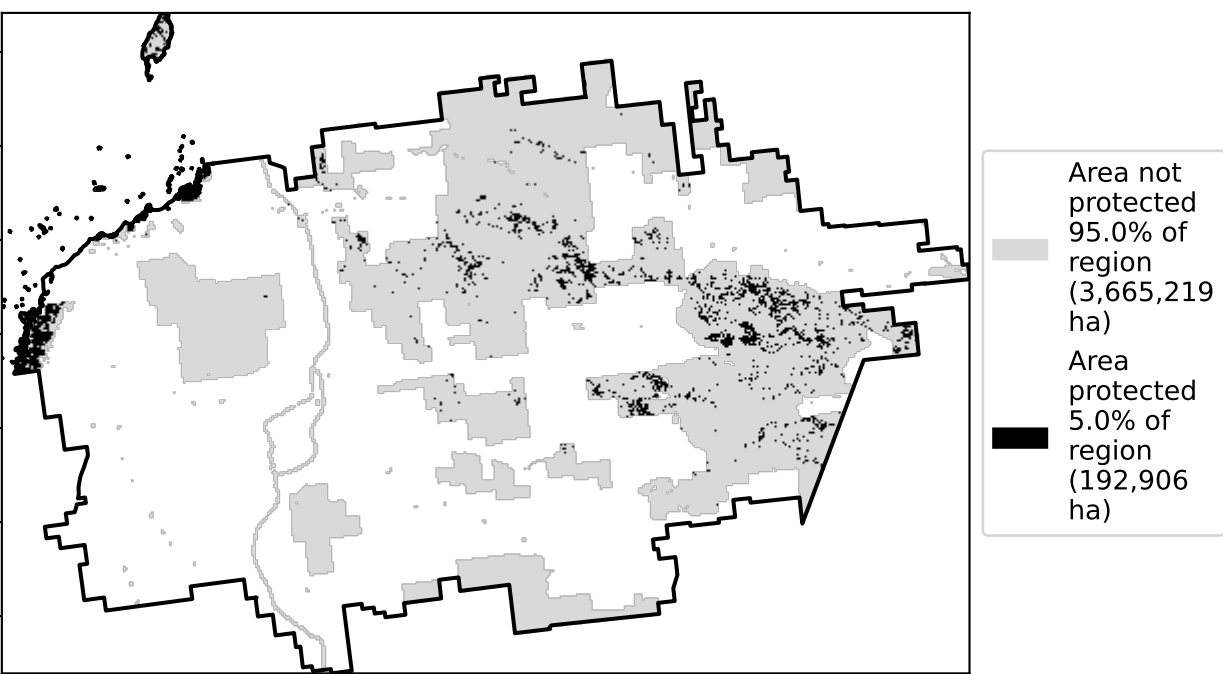 Area not
protected
95.0% of
region
(3,665,219
ha)
Area
protected
5.0% of
region
(192,906
ha)